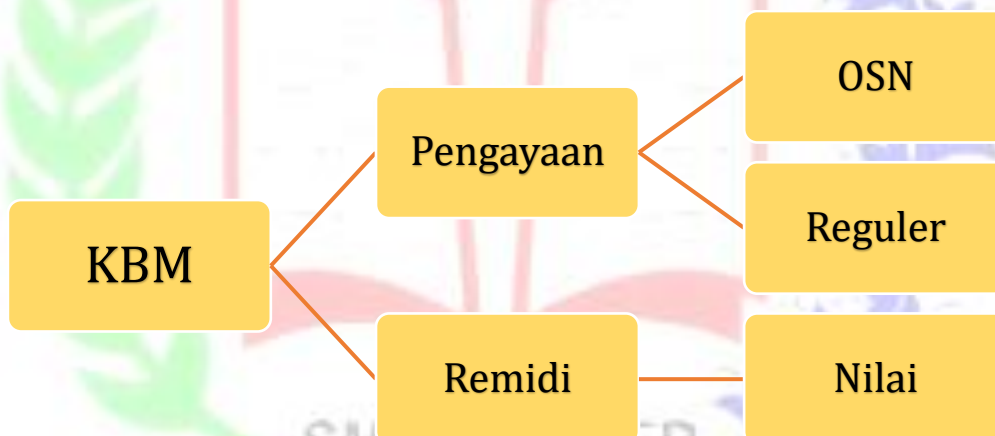 KBM
Pengayaan
OSN
Reguler
Remidi
Nilai